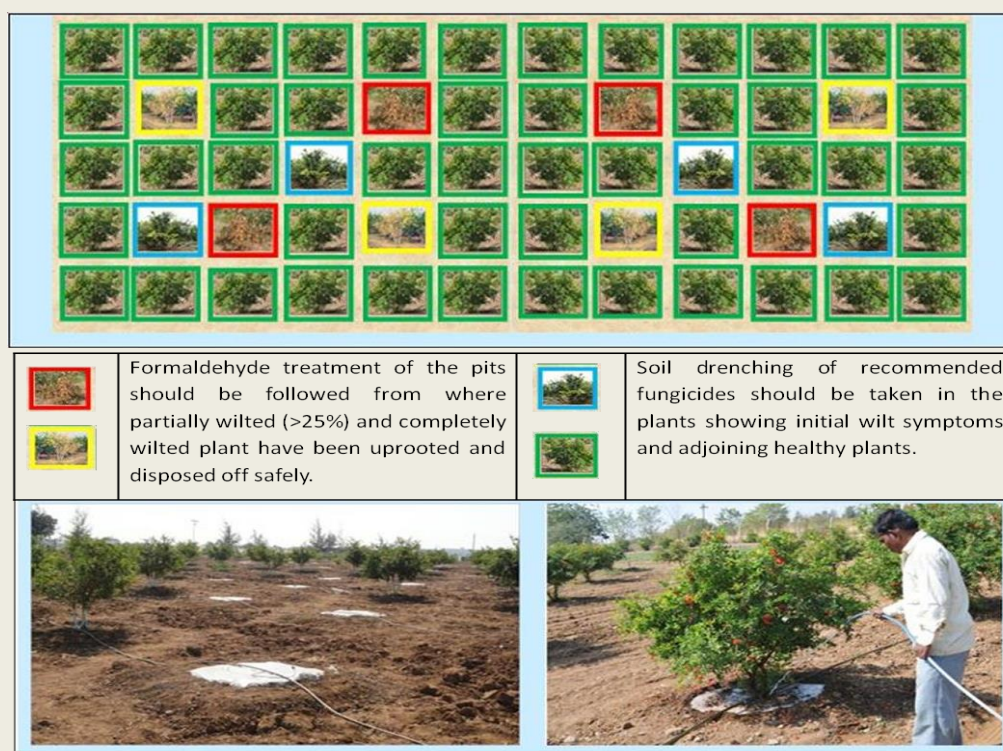 Formaldehyde treatment of the pits
should be followed from where
partially wilted (>25%) and completely
wilted plant have been uprooted and
disposed off safely.
Soil drenching of recommended
fungicides should be taken in the
plants showing initial wilt symptoms
and adjoining healthy plants.